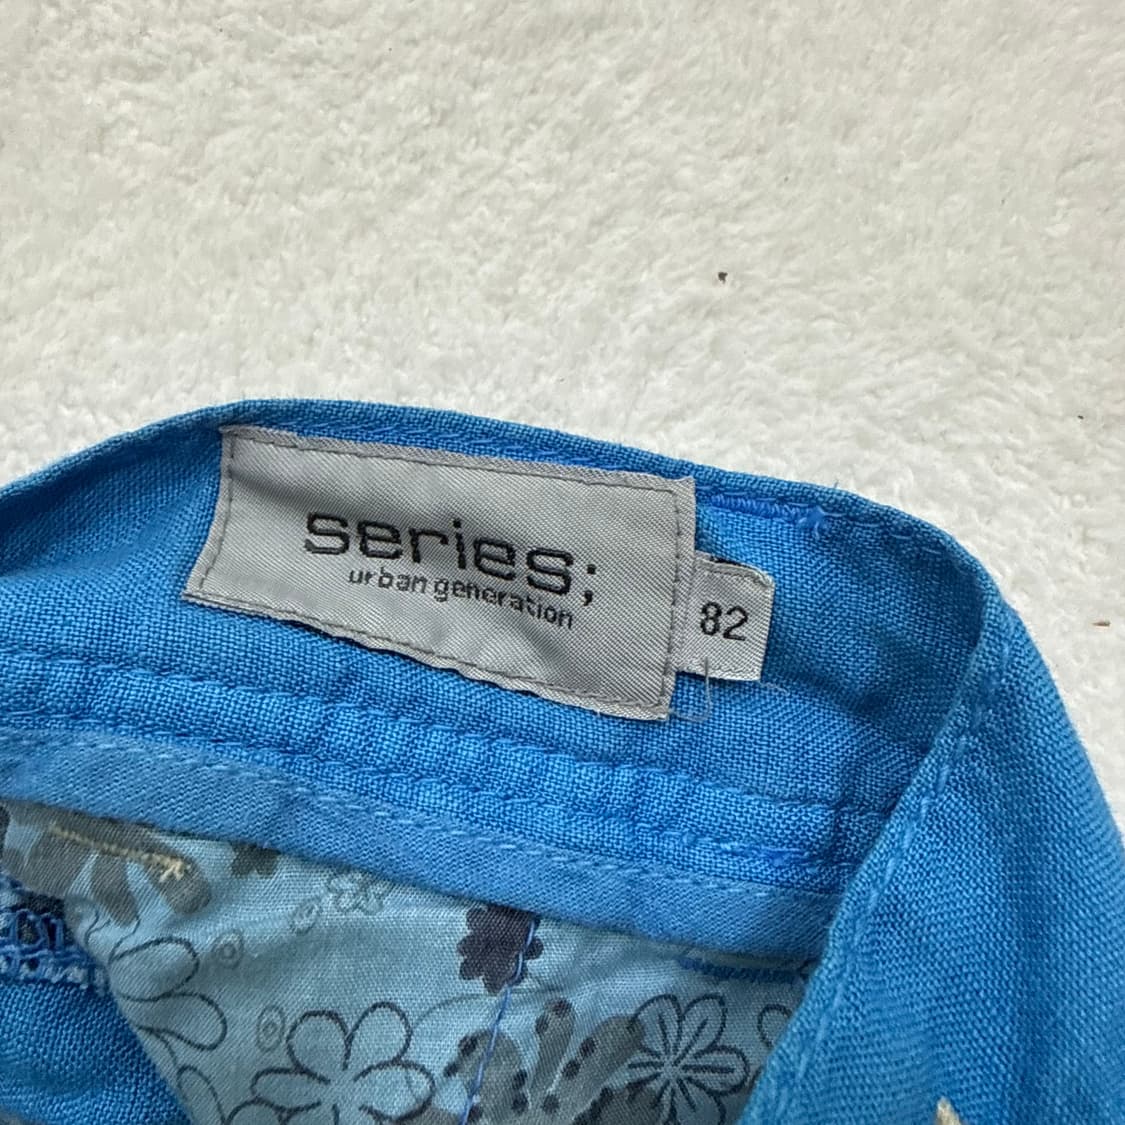 series;
urban generation
82